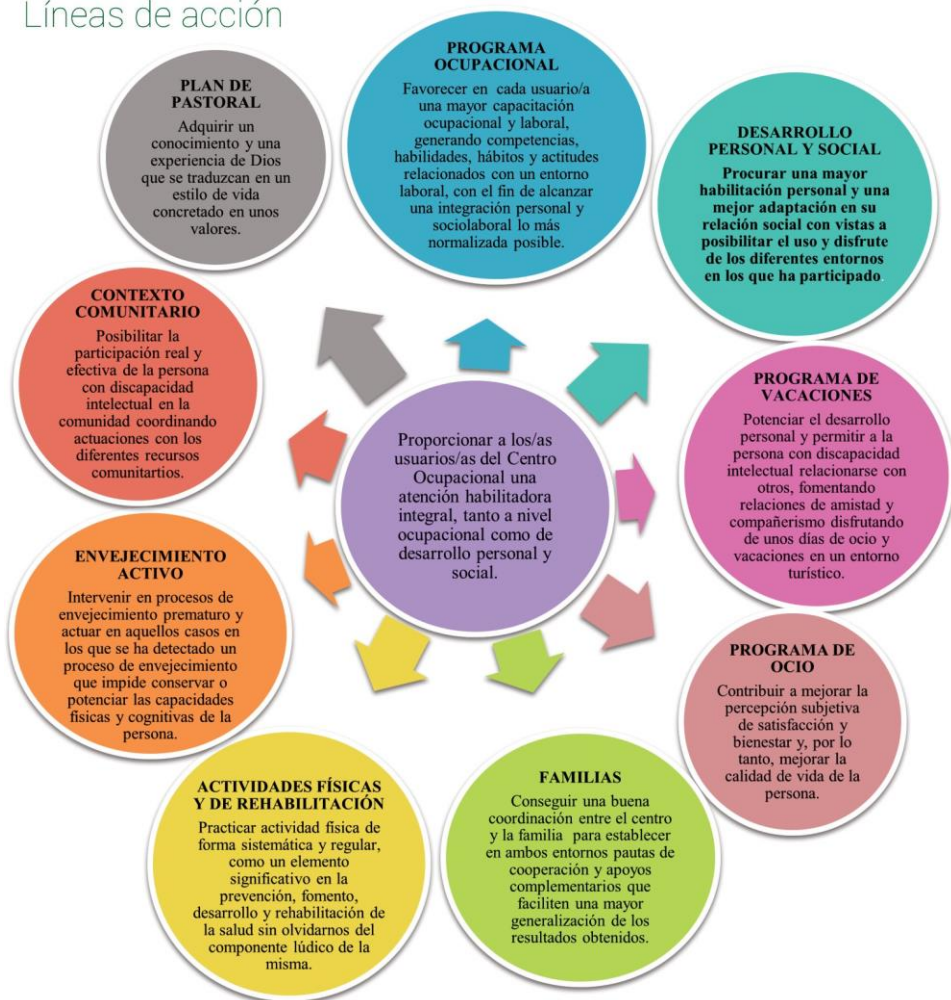 Líneas de acción
PROGRAMA
OCUPACIONAL
Favorecer en cada usuario/a
una mayor capacitación
ocupacional y laboral,
generando competencias,
habilidades, hábitos y actitudes
relacionados con un entorno
laboral, con el fin de alcanzar
una integración personal y
sociolaboral lo más
normalizada posible.
DESARROLLO
PERSONAL Y SOCIAL
Procurar una mayor
habilitación personal y una
mejor adaptación en su
relación social con vistas a
posibilitar el uso y disfrute
de los diferentes entornos
en los que ha participado.
PROGRAMA DE
VACACIONES
Potenciar el desarrollo
personal y permitir a la
persona con discapacidad
intelectual relacionarse con
otros, fomentando
relaciones de amistad y
compañerismo disfrutando
de unos días de ocio y
vacaciones en un entorno
turístico.
PROGRAMA DE
OCIO
Contribuir a mejorar la
percepción subjetiva
de satisfacción y
bienestar y, por lo
tanto, mejorar la
calidad de vida de la
persona.
FAMILIAS
Conseguir una buena
coordinación entre el centro
y la familia para establecer
en ambos entornos pautas de
cooperación y apoyos
complementarios que
faciliten una mayor
generalización de los
resultados obtenidos.
ACTIVIDADES FÍSICAS
Y DE REHABILITACIÓN
Practicar actividad física de
forma sistemática y regular,
como un elemento
significativo en la
prevención, fomento,
desarrollo y rehabilitación de
la salud sin olvidarnos del
componente lúdico de la
misma.
ENVEJECIMIENTO
ACTIVO
Intervenir en procesos de
envejecimiento prematuro y
actuar en aquellos casos en
los que se ha detectado un
proceso de envejecimiento
que impide conservar o
potenciar las capacidades
físicas y cognitivas de la
persona.
CONTEXTO
COMUNITARIO
Posibilitar la
participación real y
efectiva de la persona
con discapacidad
intelectual en la
comunidad coordinando
actuaciones con los
diferentes recursos
comunitartios.
PLAN DE
PASTORAL
Adquirir un
conocimiento y una
experiencia de Dios
que se traduzcan en un
estilo de vida
concretado en unos
valores.
Proporcionar a los/as
usuarios/as del Centro
Ocupacional una
atención habilitadora
integral, tanto a nivel
ocupacional como de
desarrollo personal y
social.